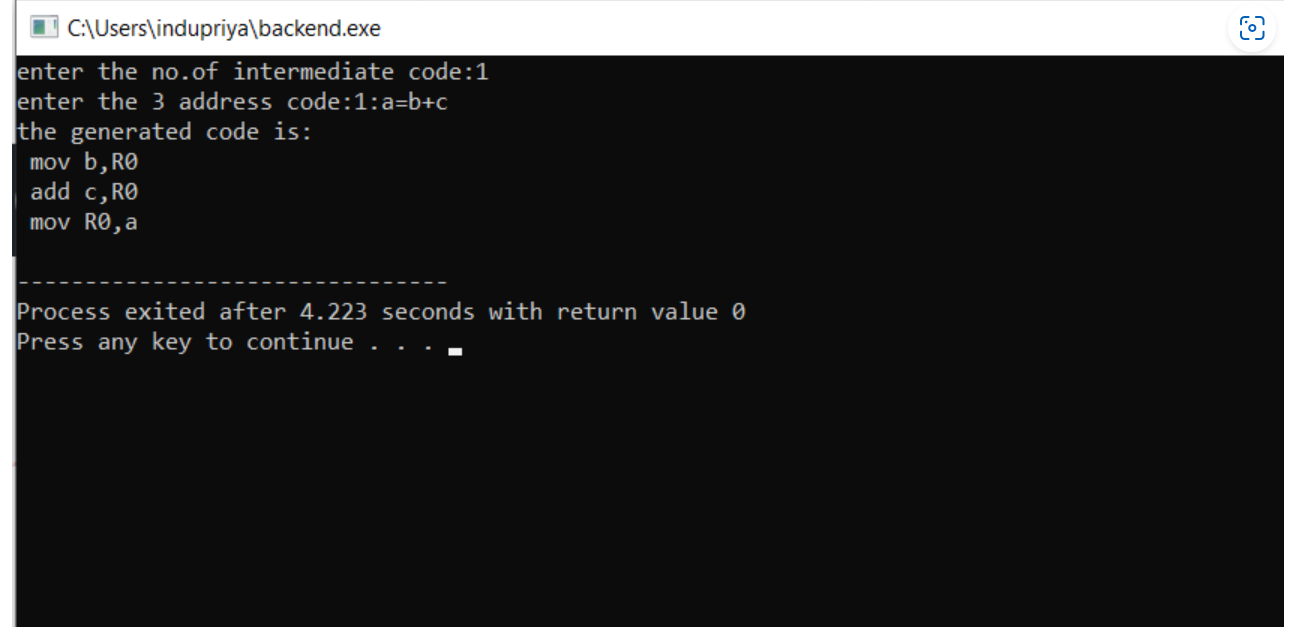 C:\Users\indupriya\backend.exe
enter the no.of intermediate code:1
enter the 3 address code:1:a=b+c
the generated code is:
 mov b,R0
 add c,R0
 mov R0,a
--------------------------------
Process exited after 4.223 seconds with return value 0
Press any key to continue . . .